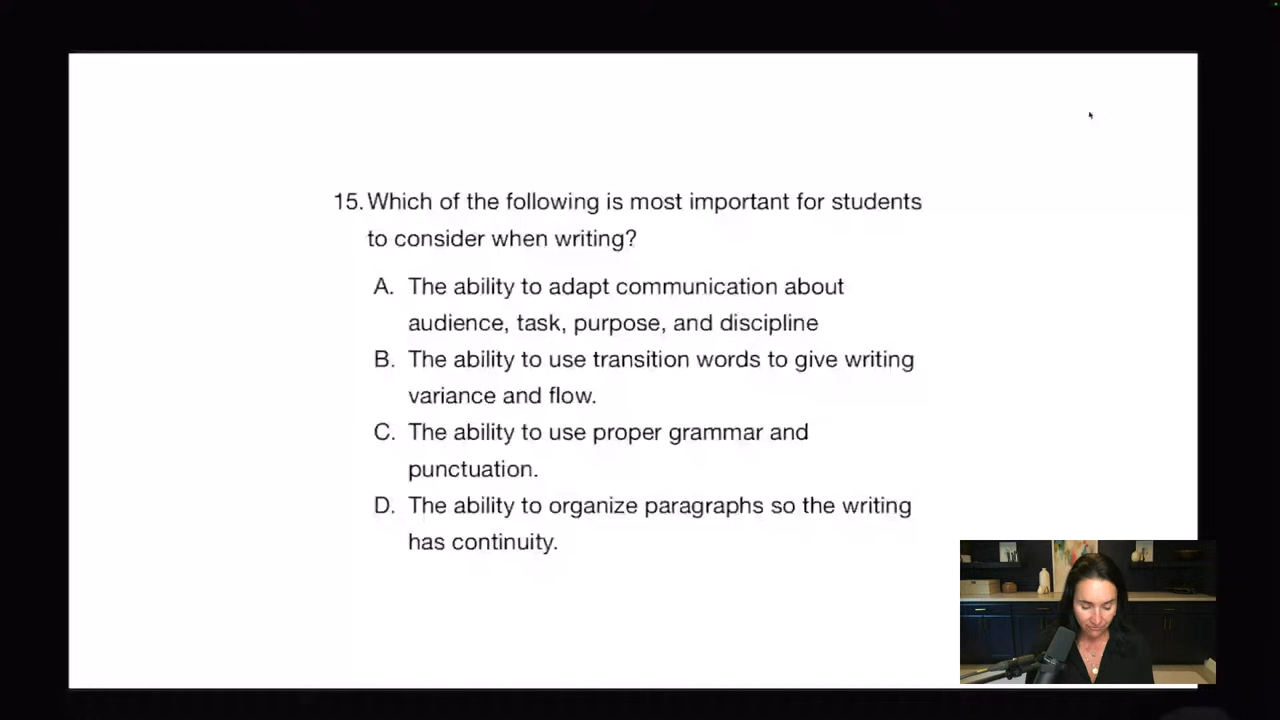 15. Which of the following is most important for students
to consider when writing?
A. The ability to adapt communication about
audience, task, purpose, and discipline
B. The ability to use transition words to give writing
variance and flow.
C. The ability to use proper grammar and
punctuation.
D. The ability to organize paragraphs so the writing
has continuity.